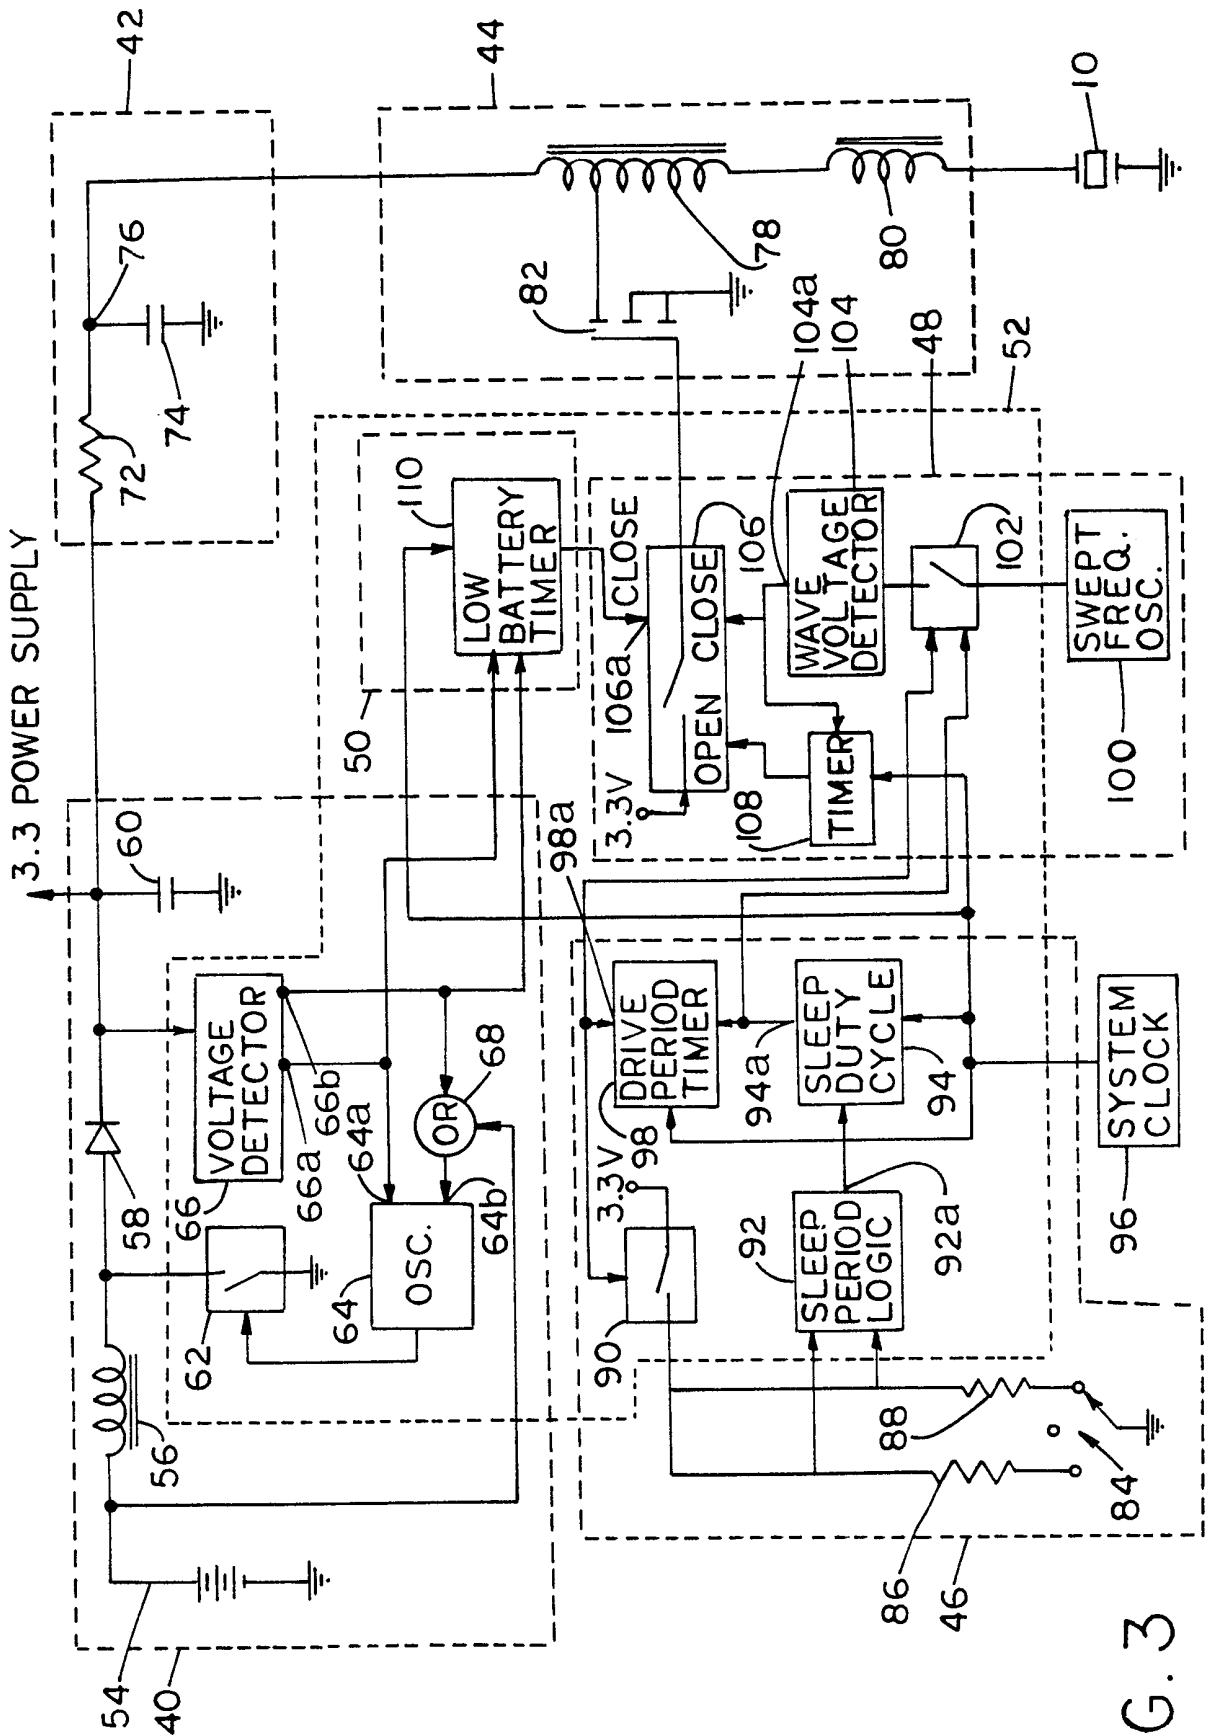 3.3 POWER SUPPLY
54
40
56
58
60
62
64
66
VOLTAGE
DETECTOR
66a
66b
64a
64b
OSC.
OR
68
72
74
76
42
44
50
110
LOW
BATTERY
TIMER
82
78
80
10
90
3.3V
98
98a
DRIVE
PERIOD
TIMER
94a
SLEEP
DUTY
CYCLE
94
92
SLEEP
PERIOD
LOGIC
92a
3.3V
106a
CLOSE
OPEN
CLOSE
106
108
TIMER
104a
104
WAVE
VOLTAGE
DETECTOR
102
48
52
100
SWEPT
FREQ.
OSC.
96
SYSTEM
CLOCK
86
88
84
46
G. 3